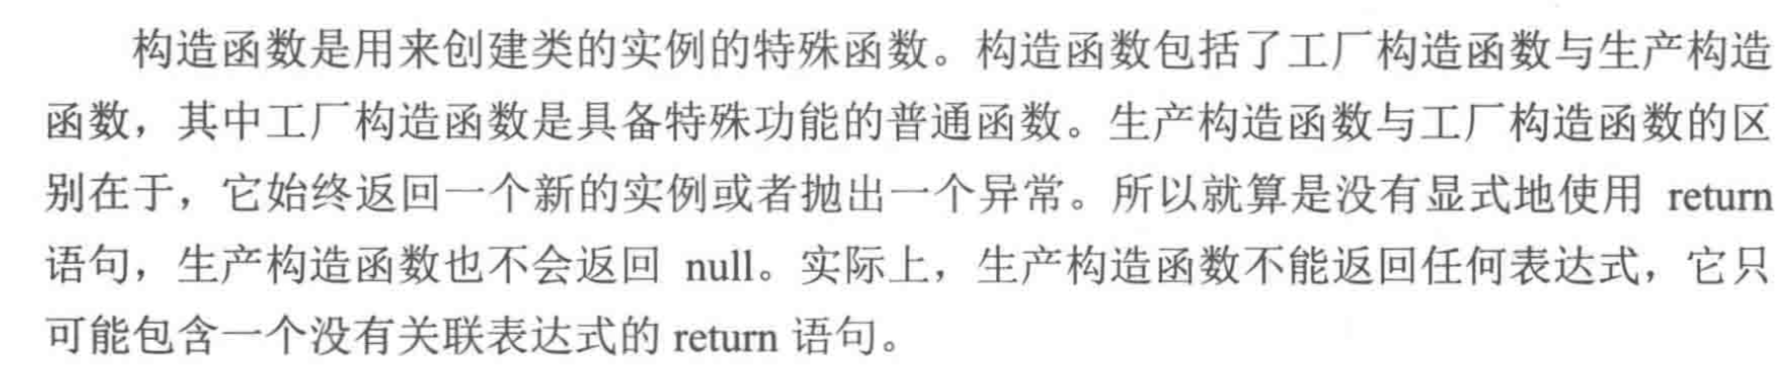 构造函数是用来创建类的实例的特殊函数。构造函数包括了工厂构造函数与生产构造
函数，其中工厂构造函数是具备特殊功能的普通函数。生产构造函数与工厂构造函数的区
别在于，它始终返回一个新的实例或者抛出一个异常。所以就算是没有显式地使用 return
语句，生产构造函数也不会返回 null。实际上，生产构造函数不能返回任何表达式，它只
可能包含一个没有关联表达式的 return 语句。